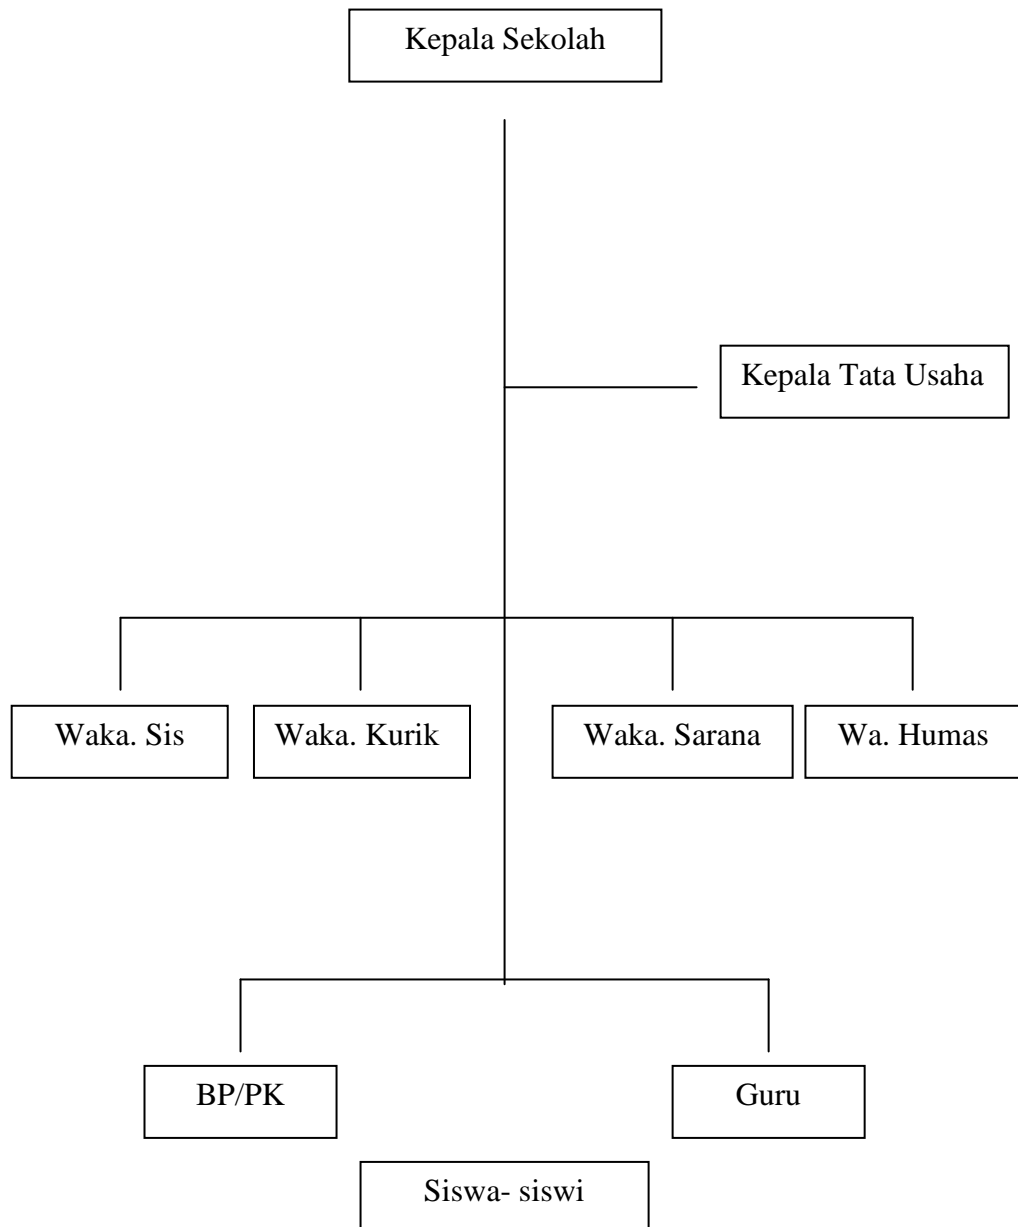 Kepala Sekolah
Kepala Tata Usaha
Waka. Sis
Waka. Kurik
Waka. Sarana
Wa. Humas
BP/PK
Guru
Siswa- siswi